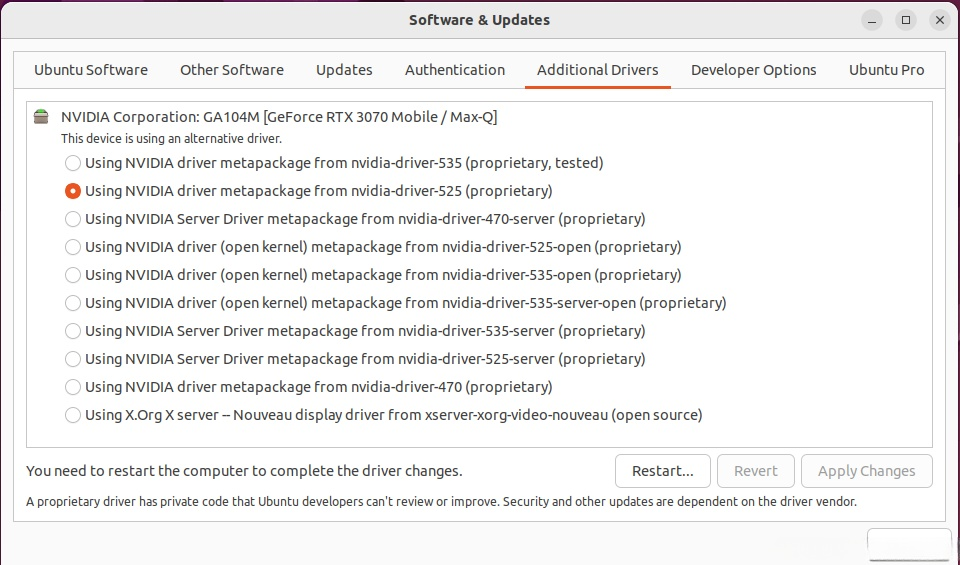 Software & Updates
Ubuntu Software Other Software Updates Authentication Additional Drivers Developer Options Ubuntu Pro
NVIDIA Corporation: GA104M [GeForce RTX 3070 Mobile / Max-Q]
This device is using an alternative driver.
Using NVIDIA driver metapackage from nvidia-driver-535 (proprietary, tested)
Using NVIDIA driver metapackage from nvidia-driver-525 (proprietary)
Using NVIDIA Server Driver metapackage from nvidia-driver-470-server (proprietary)
Using NVIDIA driver (open kernel) metapackage from nvidia-driver-525-open (proprietary)
Using NVIDIA driver (open kernel) metapackage from nvidia-driver-535-open (proprietary)
Using NVIDIA driver (open kernel) metapackage from nvidia-driver-535-server-open (proprietary)
Using NVIDIA Server Driver metapackage from nvidia-driver-535-server (proprietary)
Using NVIDIA Server Driver metapackage from nvidia-driver-525-server (proprietary)
Using NVIDIA driver metapackage from nvidia-driver-470 (proprietary)
Using X.Org X server -- Nouveau display driver from xserver-xorg-video-nouveau (open source)
You need to restart the computer to complete the driver changes. Restart... Revert Apply Changes
A proprietary driver has private code that Ubuntu developers can't review or improve. Security and other updates are dependent on the driver vendor.